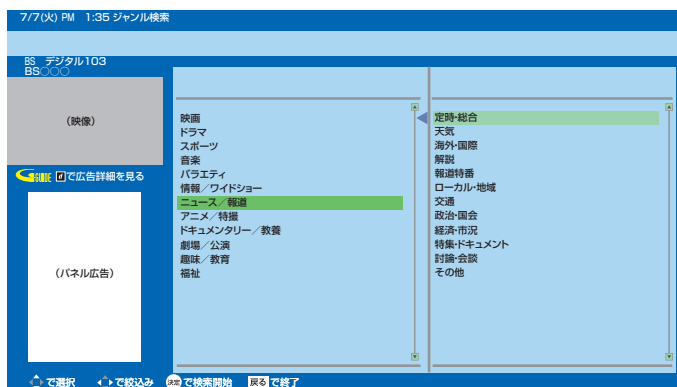 7/7(火) PM 1:35 ジャンル検索
BS デジタル103
BS○○○
(映像)
G-GUIDE dで広告詳細を見る
(パネル広告)
映画
ドラマ
スポーツ
音楽
バラエティ
情報／ワイドショー
ニュース／報道
アニメ／特撮
ドキュメンタリー／教養
劇場／公演
趣味／教育
福祉
定時・総合
天気
海外・国際
解説
報道特番
ローカル・地域
交通
政治・国会
経済・市況
特集・ドキュメント
討論・会談
その他
で選択 で絞込み 決定で検索開始 戻るで終了